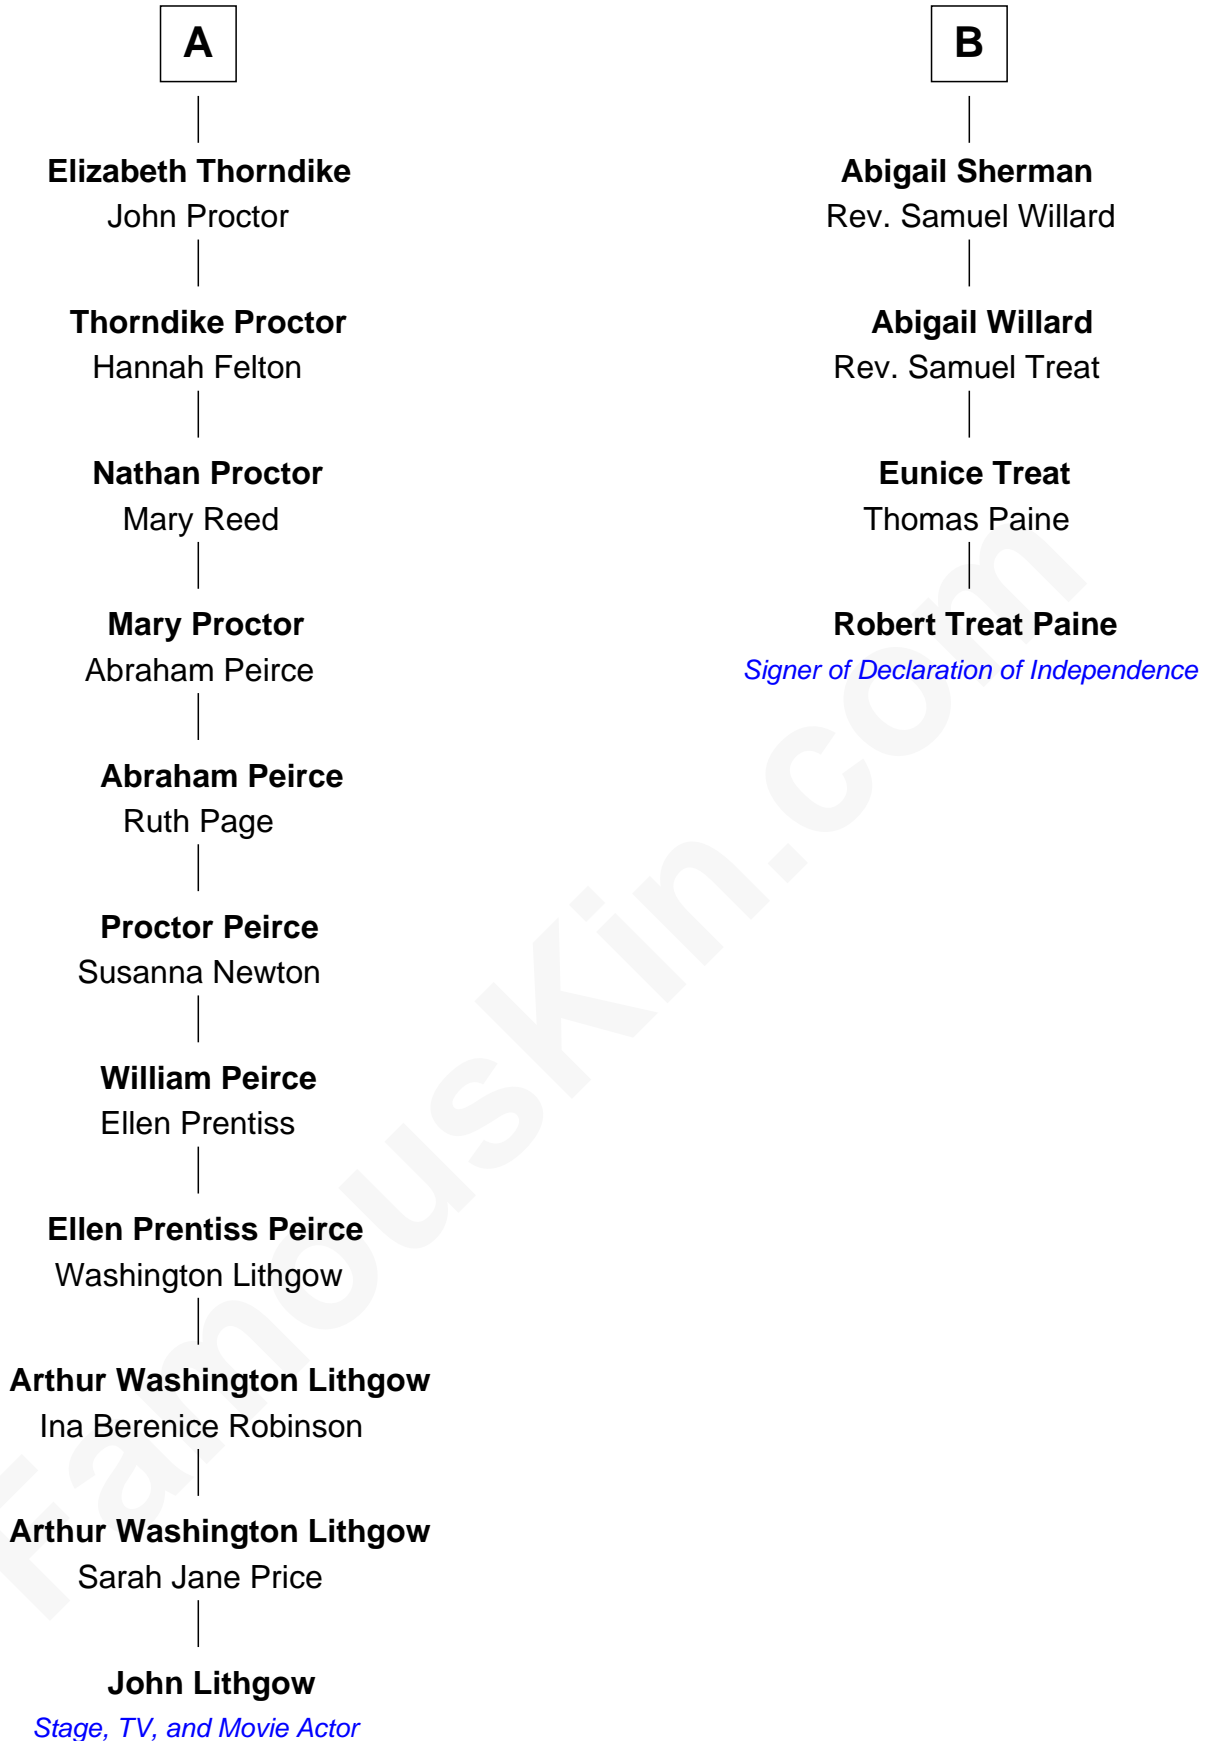 A
Elizabeth Thorndike
John Proctor
Thorndike Proctor
Hannah Felton
Nathan Proctor
Mary Reed
Mary Proctor
Abraham Peirce
Abraham Peirce
Ruth Page
Proctor Peirce
Susanna Newton
William Peirce
Ellen Prentiss
Ellen Prentiss Peirce
Washington Lithgow
Arthur Washington Lithgow
Ina Berenice Robinson
Arthur Washington Lithgow
Sarah Jane Price
John Lithgow
Stage, TV, and Movie Actor
B
Abigail Sherman
Rev. Samuel Willard
Abigail Willard
Rev. Samuel Treat
Eunice Treat
Thomas Paine
Robert Treat Paine
Signer of Declaration of Independence
FamousKin.com